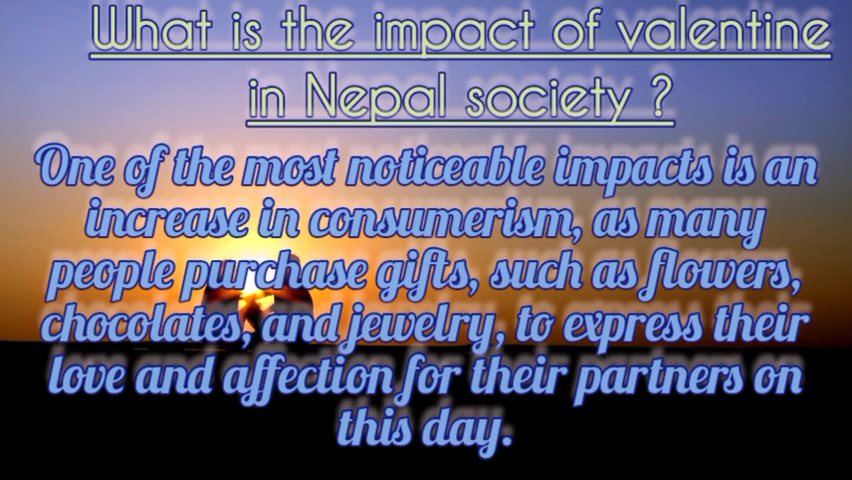 What is the impact of valentine
in Nepal society ?
One of the most noticeable impacts is an
increase in consumerism, as many
people purchase gifts, such as flowers,
chocolates, and jewelry, to express their
love and affection for their partners on
this day.